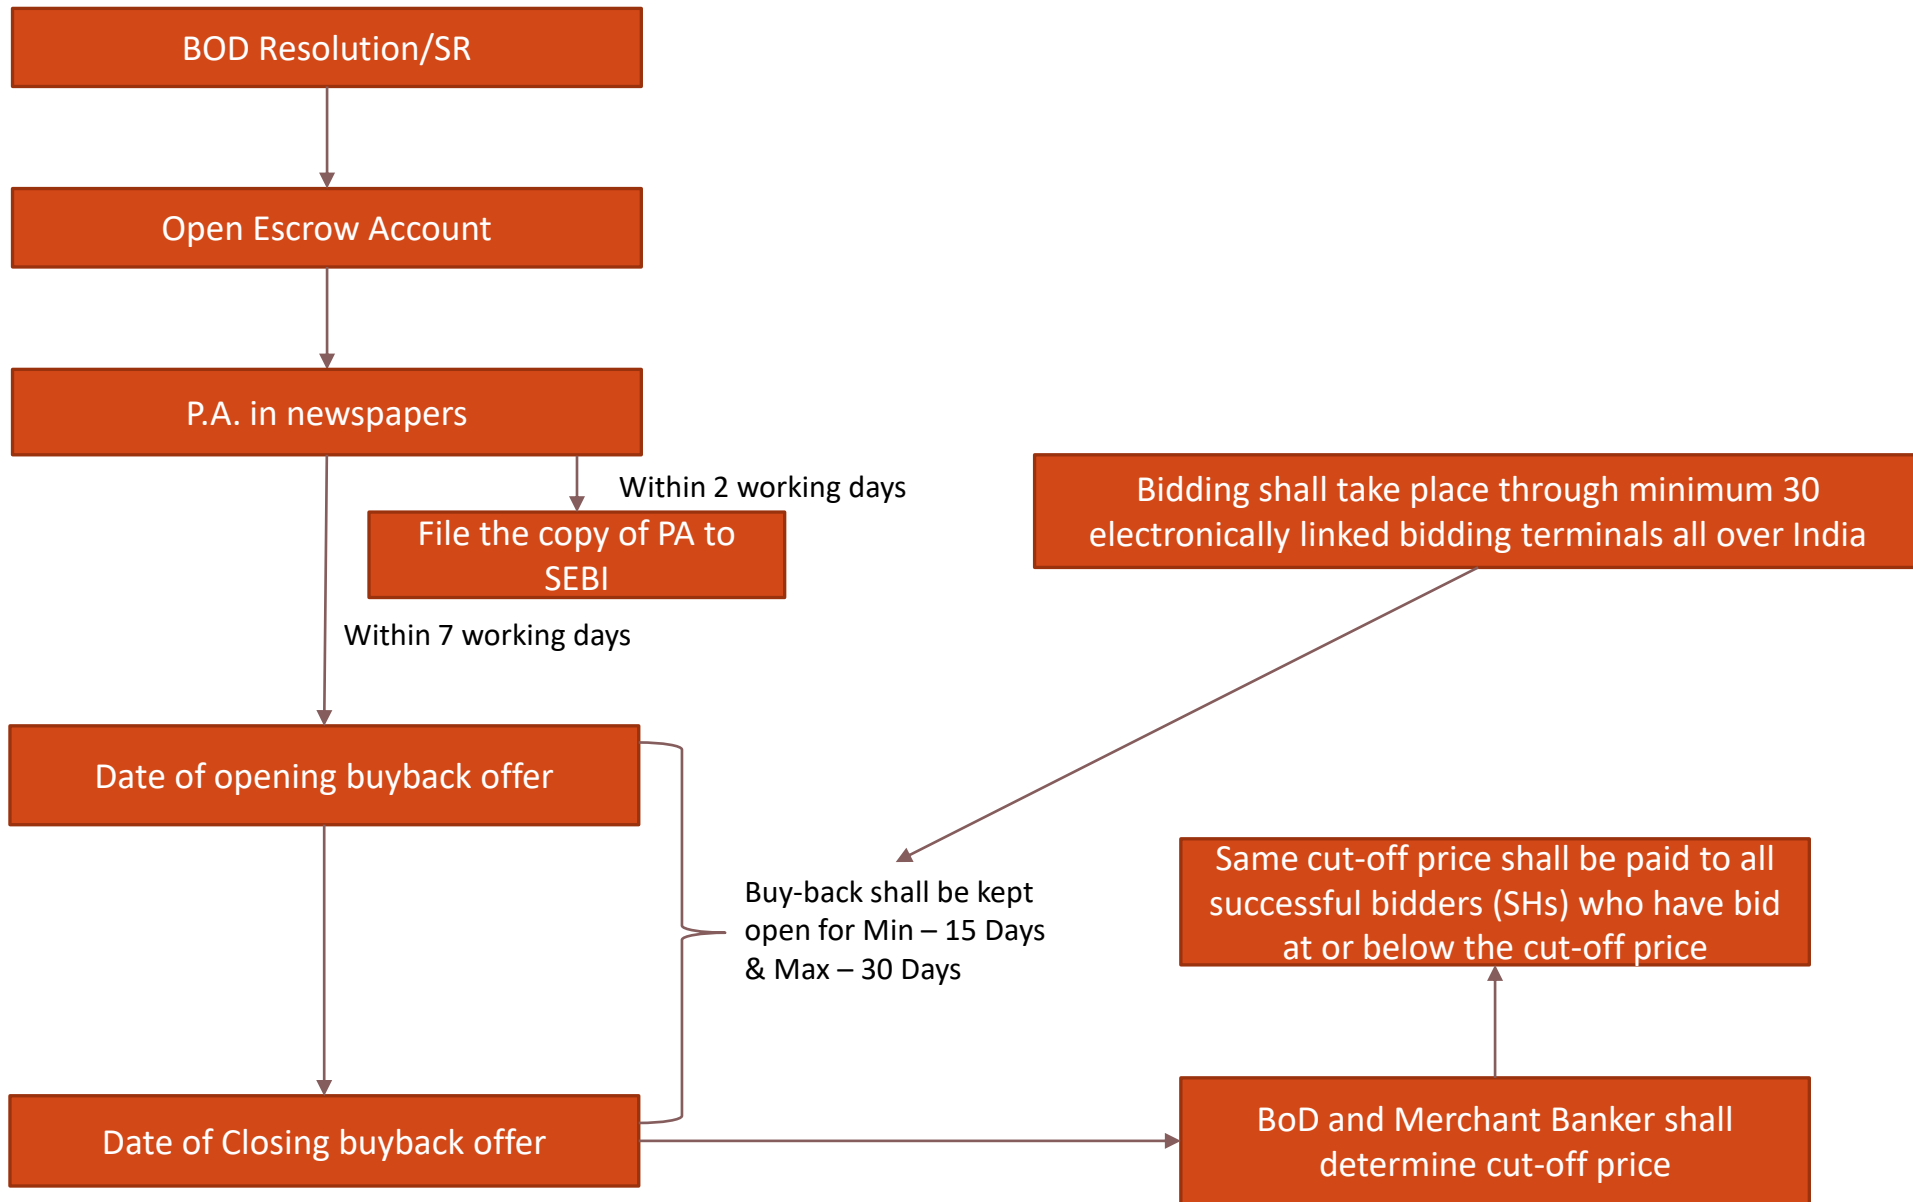 BOD Resolution/SR
Open Escrow Account
P.A. in newspapers
Within 2 working days
File the copy of PA to
SEBI
Within 7 working days
Bidding shall take place through minimum 30
electronically linked bidding terminals all over India
Date of opening buyback offer
Buy-back shall be kept
open for Min – 15 Days
& Max – 30 Days
Same cut-off price shall be paid to all
successful bidders (SHs) who have bid
at or below the cut-off price
Date of Closing buyback offer
BoD and Merchant Banker shall
determine cut-off price